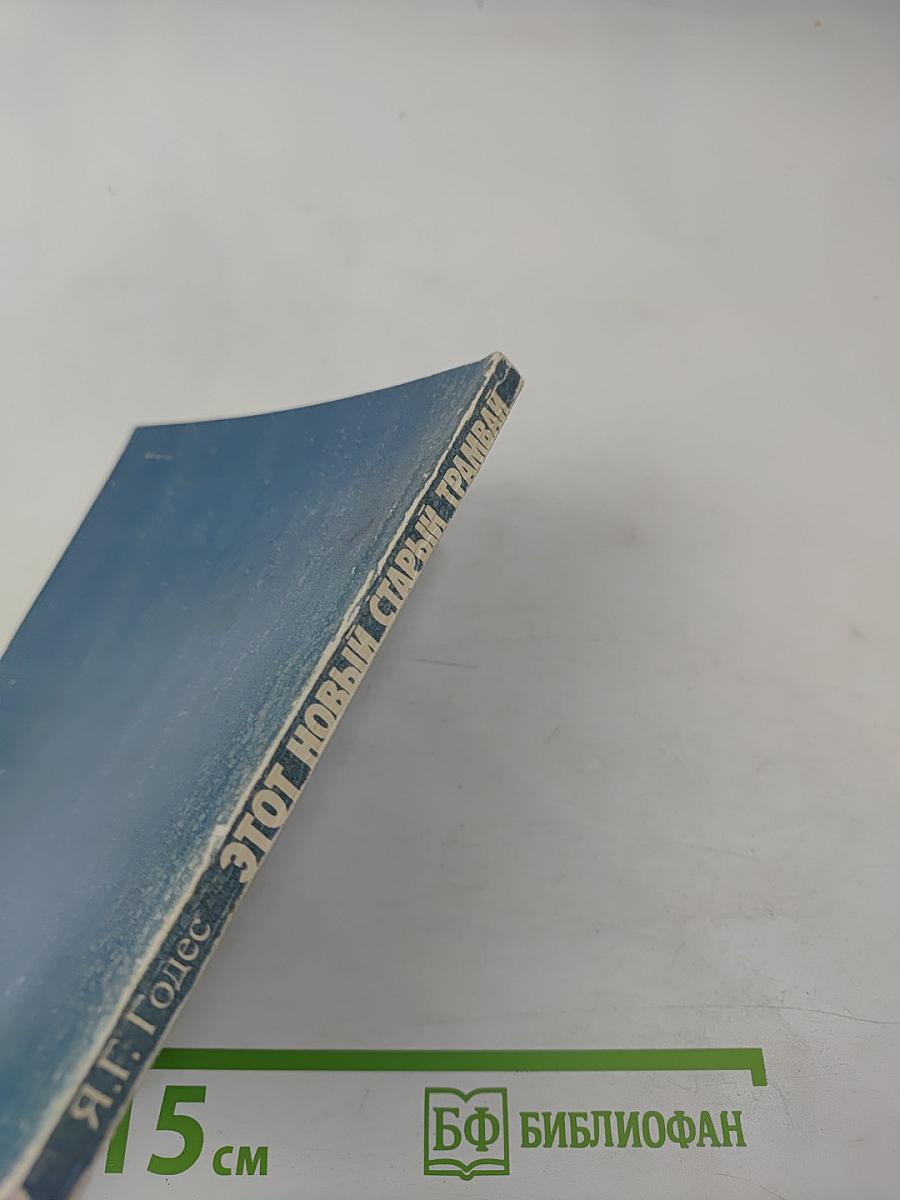 Я.Г. Годес ЭТОТ НОВЫЙ СТАРЫЙ ТРАМВАЙ
15 см
БФ БИБЛИОФАН